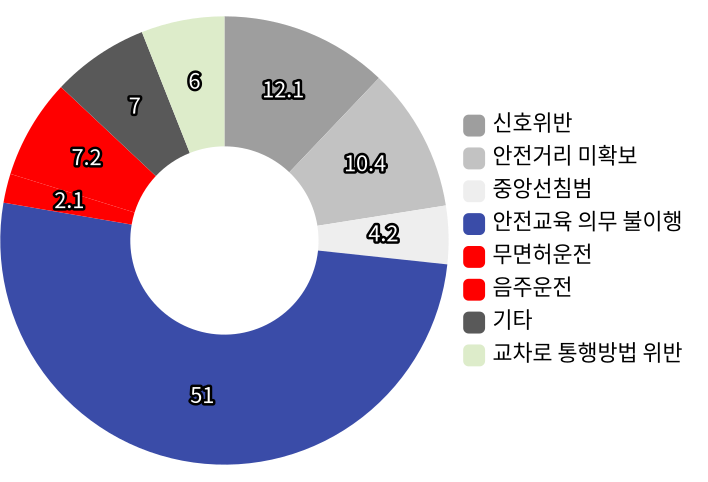 12.1
10.4
4.2
51
2.1
7.2
7
6
신호위반
안전거리 미확보
중앙선침범
안전교육 의무 불이행
무면허운전
음주운전
기타
교차로 통행방법 위반